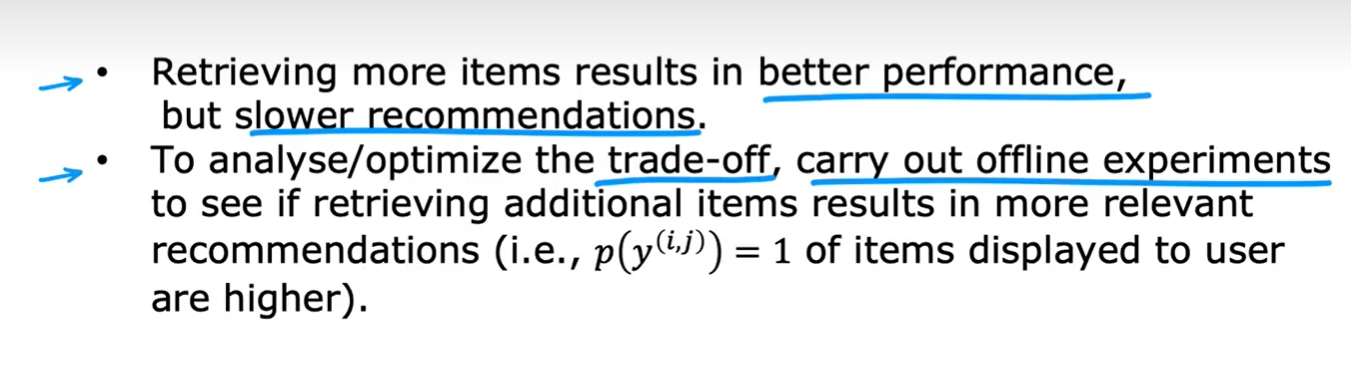 • Retrieving more items results in better performance,
but slower recommendations.
• To analyse/optimize the trade-off, carry out offline experiments
to see if retrieving additional items results in more relevant
recommendations (i.e., p(y^(i,j)) = 1 of items displayed to user
are higher).